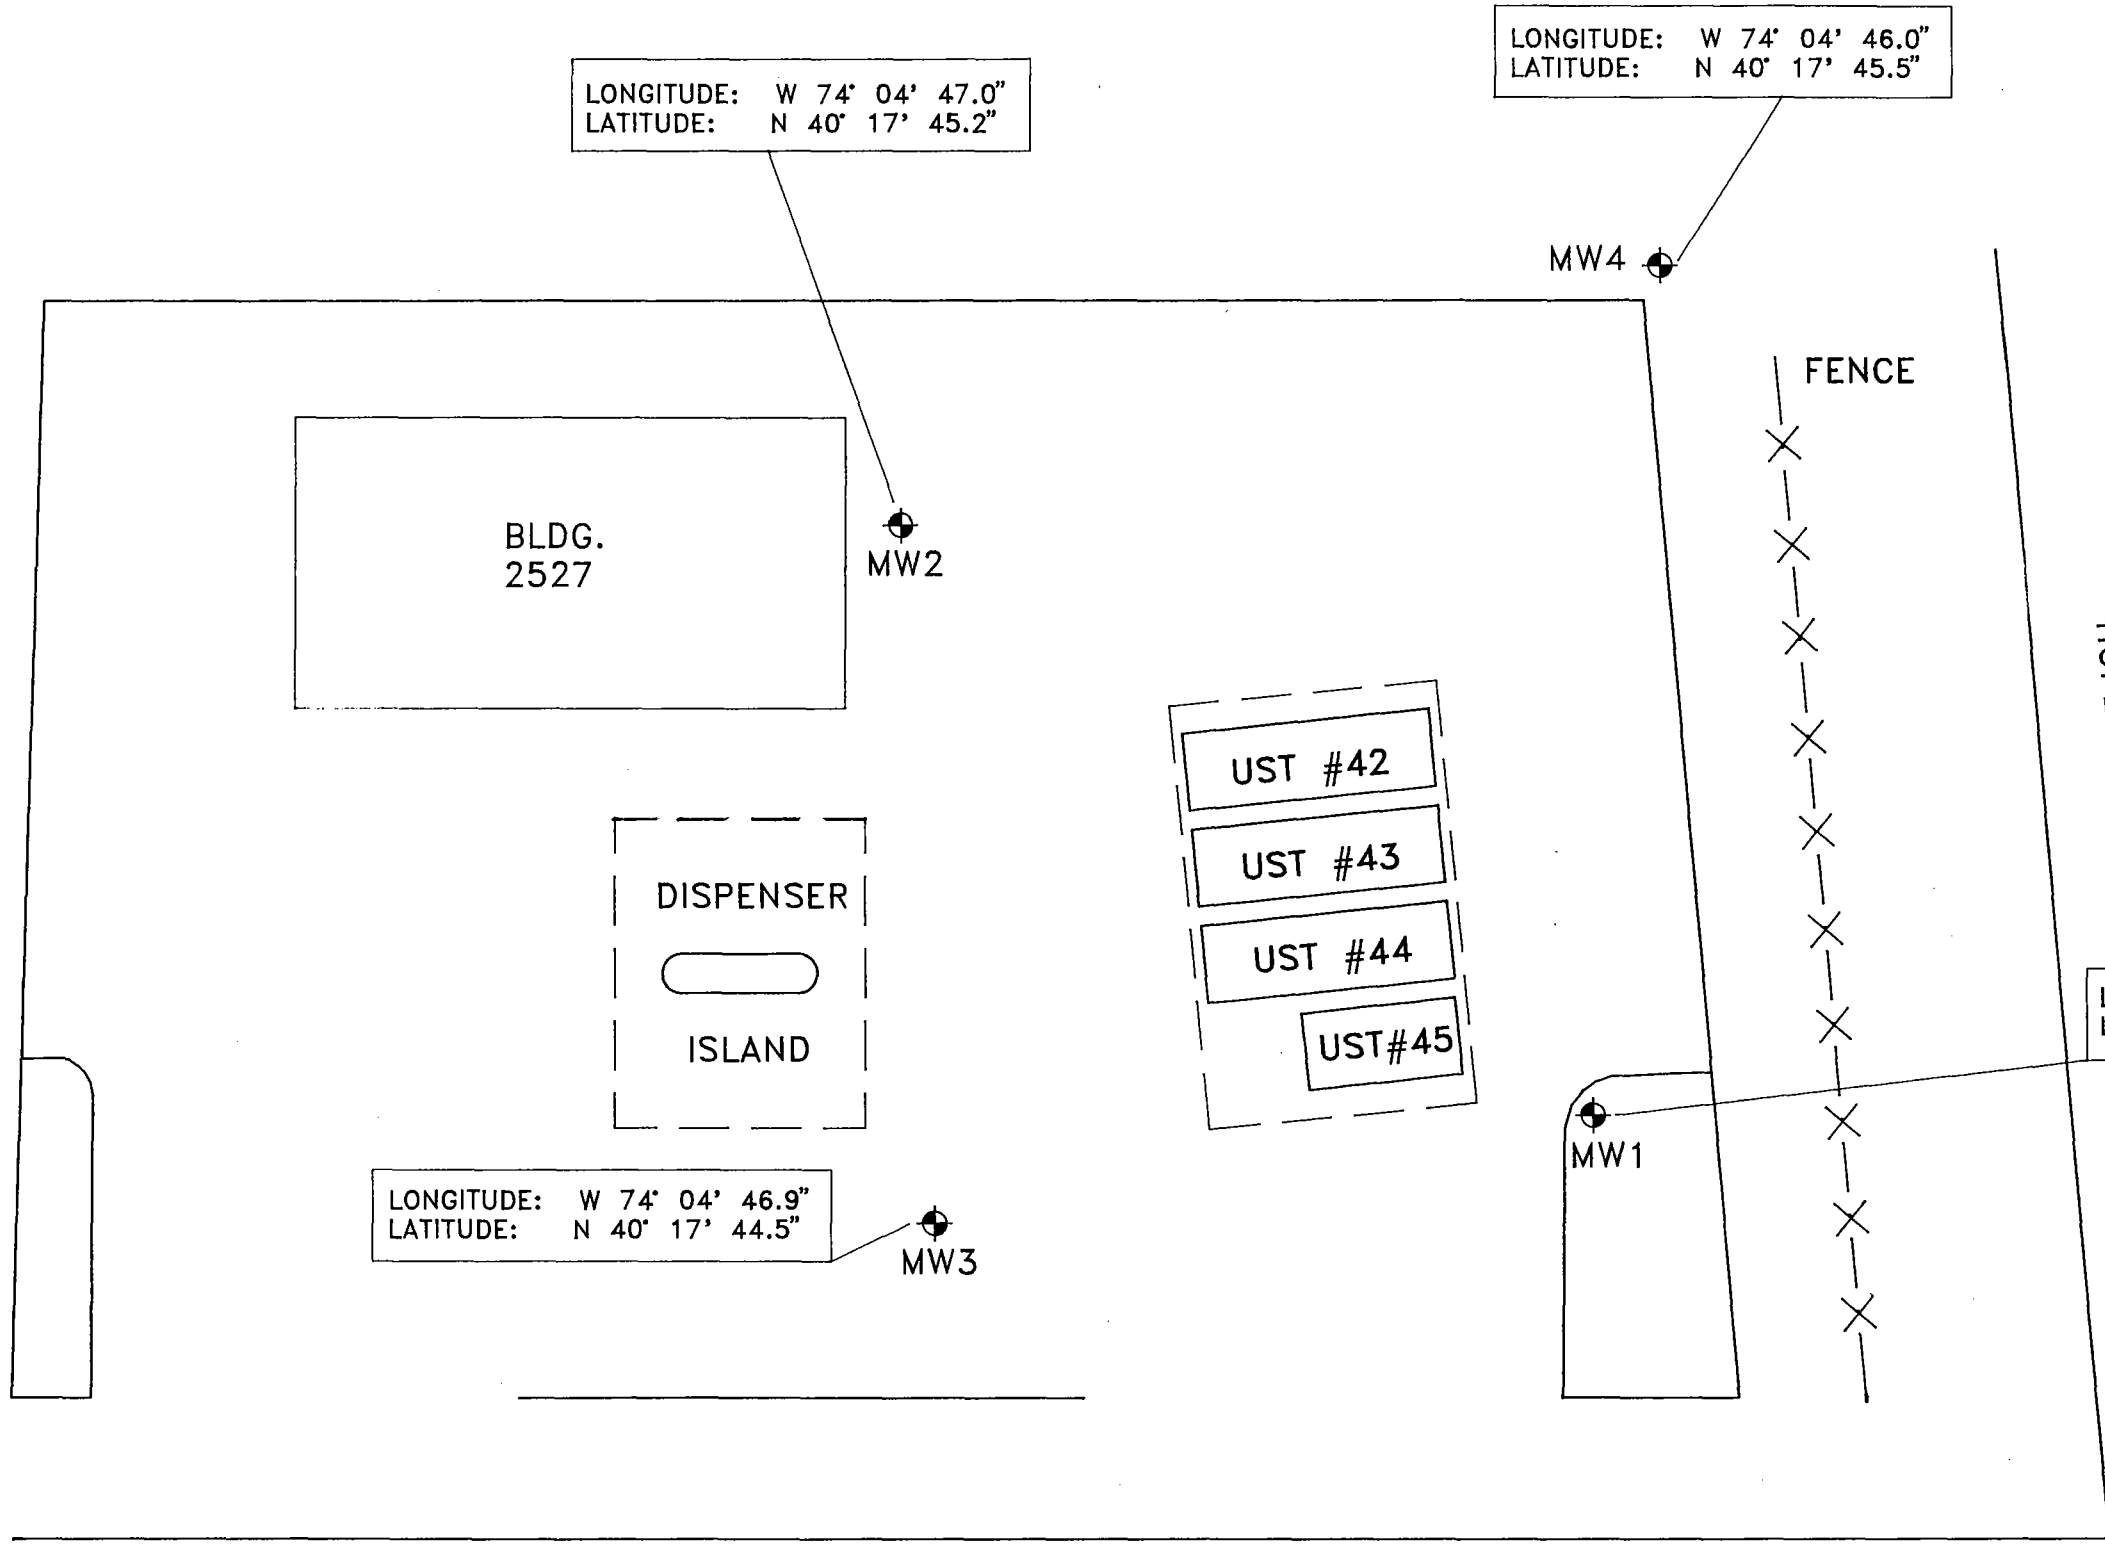 LONGITUDE: W 74° 04' 46.0"
LATITUDE: N 40° 17' 45.5"
LONGITUDE: W 74° 04' 47.0"
LATITUDE: N 40° 17' 45.2"
MW4
FENCE
BLDG.
2527
MW2
UST #42
UST #43
UST #44
UST#45
DISPENSER
ISLAND
MW1
LONGITUDE: W 74° 04' 46.9"
LATITUDE: N 40° 17' 44.5"
MW3